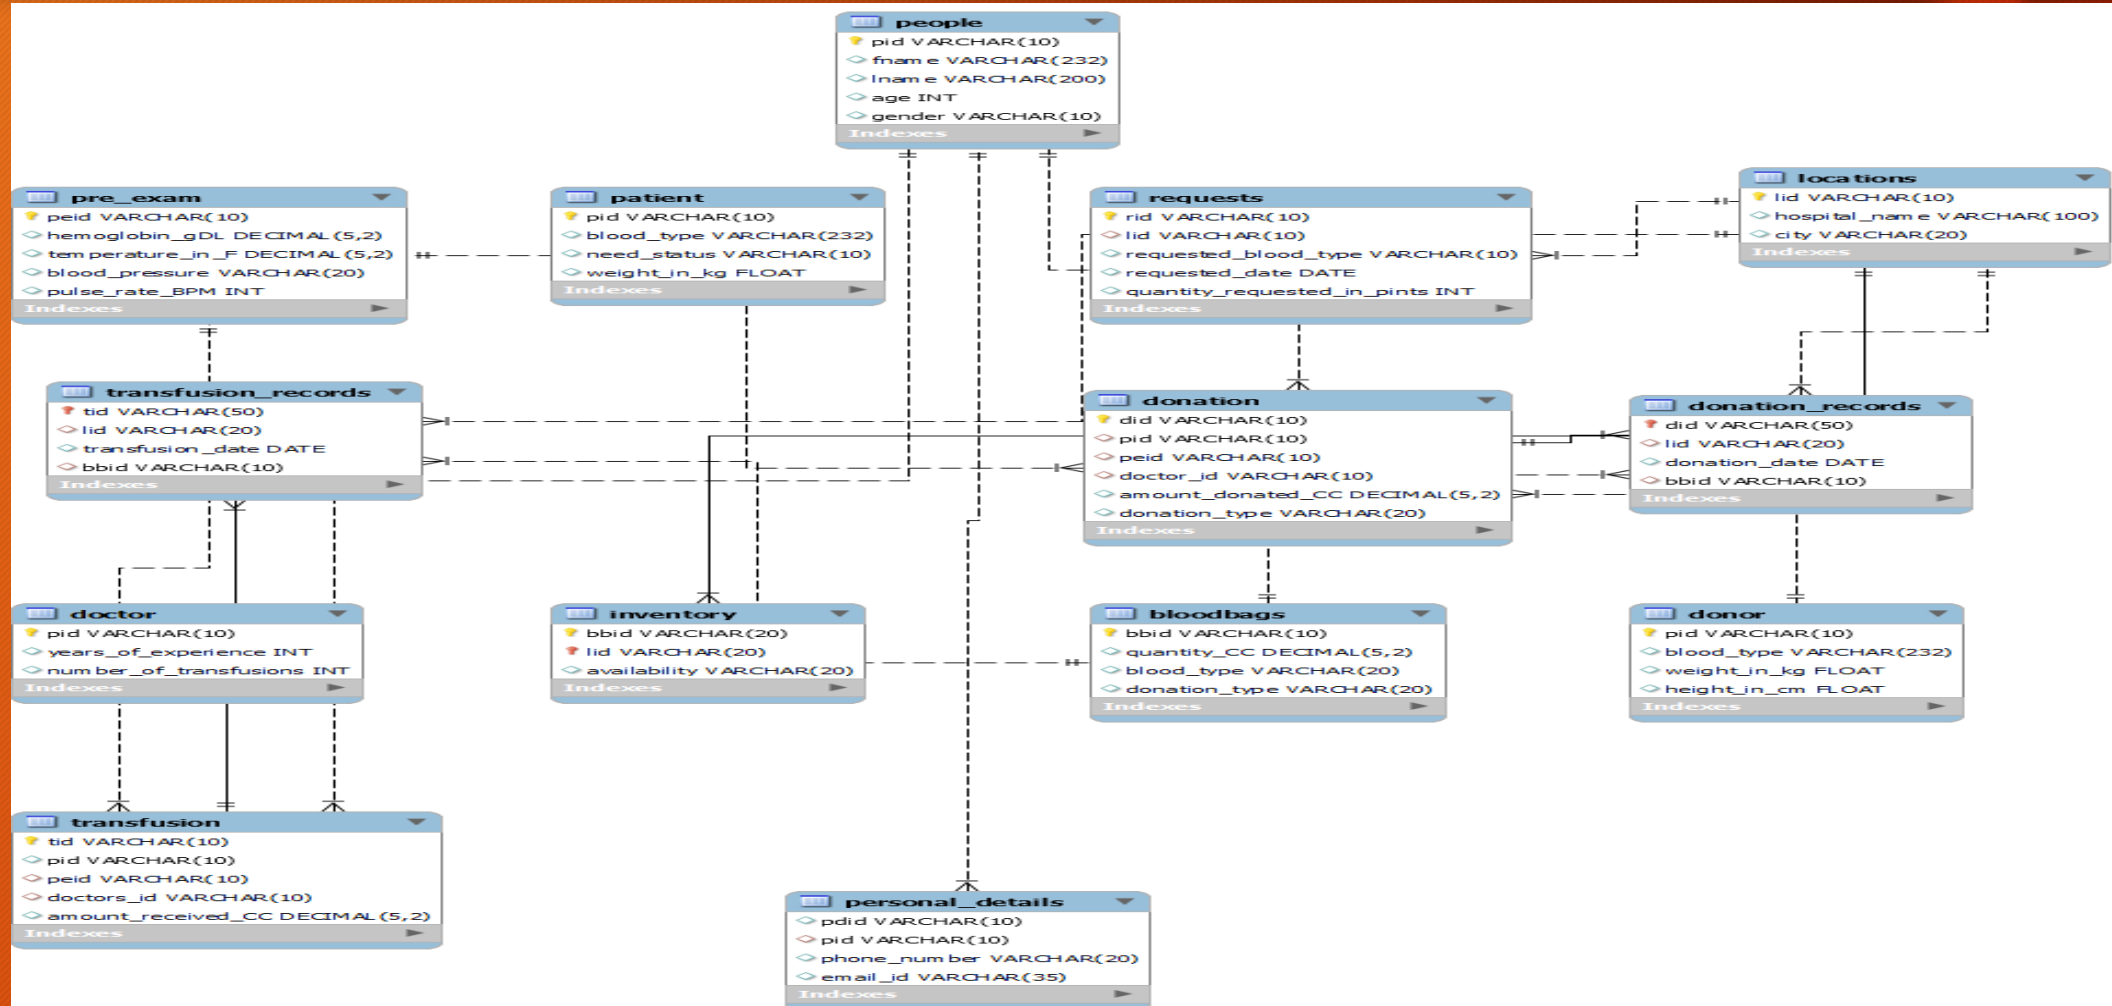 people
pid VARCHAR(10)
fname VARCHAR(232)
lname VARCHAR(200)
age INT
gender VARCHAR(10)
Indexes
pre_exam
peid VARCHAR(10)
hemoglobin_gDL DECIMAL(5,2)
temperature_in_F DECIMAL(5,2)
blood_pressure VARCHAR(20)
pulse_rate_BPM INT
Indexes
patient
pid VARCHAR(10)
blood_type VARCHAR(232)
need_status VARCHAR(10)
weight_in_kg FLOAT
Indexes
requests
rid VARCHAR(10)
lid VARCHAR(10)
requested_blood_type VARCHAR(10)
requested_date DATE
quantity_requested_in_pints INT
Indexes
locations
lid VARCHAR(10)
hospital_name VARCHAR(100)
city VARCHAR(20)
Indexes
transfusion_records
tid VARCHAR(50)
lid VARCHAR(20)
transfusion_date DATE
bbid VARCHAR(10)
Indexes
donation
did VARCHAR(10)
pid VARCHAR(10)
peid VARCHAR(10)
doctor_id VARCHAR(10)
amount_donated_CC DECIMAL(5,2)
donation_type VARCHAR(20)
Indexes
donation_records
did VARCHAR(50)
lid VARCHAR(20)
donation_date DATE
bbid VARCHAR(10)
Indexes
doctor
pid VARCHAR(10)
years_of_experience INT
number_of_transfusions INT
Indexes
inventory
bbid VARCHAR(20)
lid VARCHAR(20)
availability VARCHAR(20)
Indexes
bloodbags
bbid VARCHAR(10)
quantity_CC DECIMAL(5,2)
blood_type VARCHAR(20)
donation_type VARCHAR(20)
Indexes
donor
pid VARCHAR(10)
blood_type VARCHAR(232)
weight_in_kg FLOAT
height_in_cm FLOAT
Indexes
transfusion
tid VARCHAR(10)
pid VARCHAR(10)
peid VARCHAR(10)
doctors_id VARCHAR(10)
amount_received_CC DECIMAL(5,2)
Indexes
personal_details
pdid VARCHAR(10)
pid VARCHAR(10)
phone_number VARCHAR(20)
email_id VARCHAR(35)
Indexes